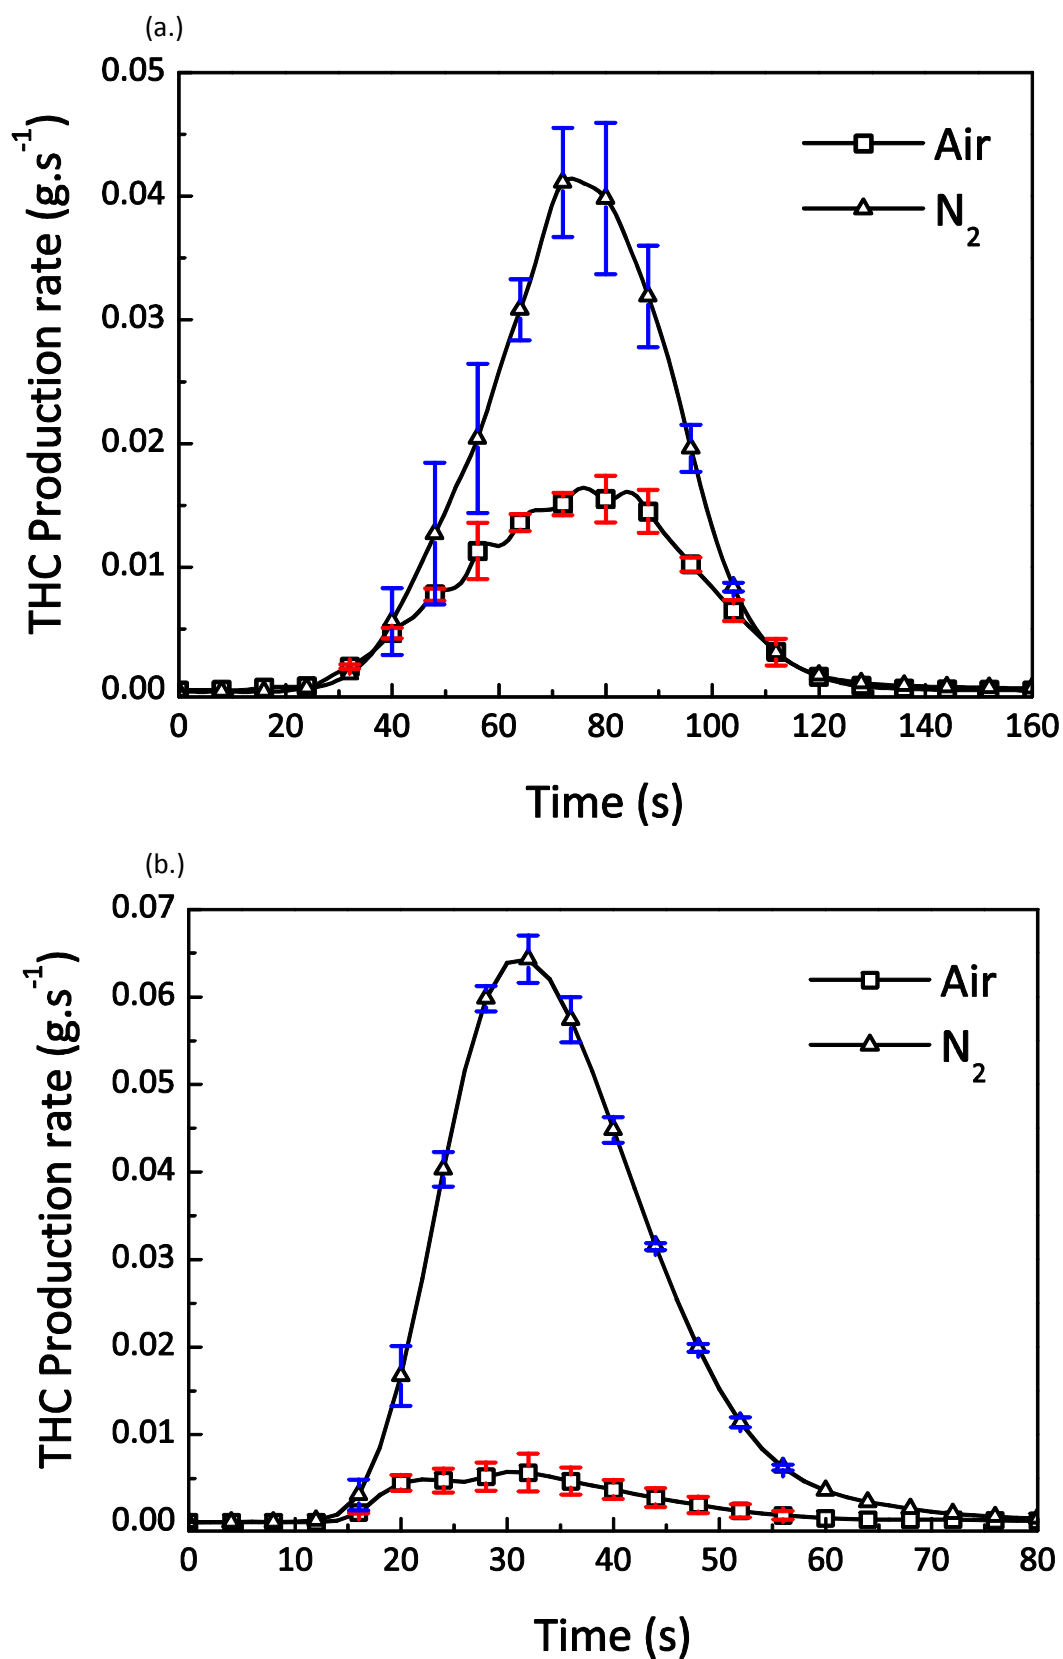 (a.)
0.05
0.04
0.03
0.02
0.01
0.00
THC Production rate (g.s⁻¹)
Air
N₂
0 20 40 60 80 100 120 140 160
Time (s)
(b.)
0.07
0.06
0.05
0.04
0.03
0.02
0.01
0.00
THC Production rate (g.s⁻¹)
Air
N₂
0 10 20 30 40 50 60 70 80
Time (s)